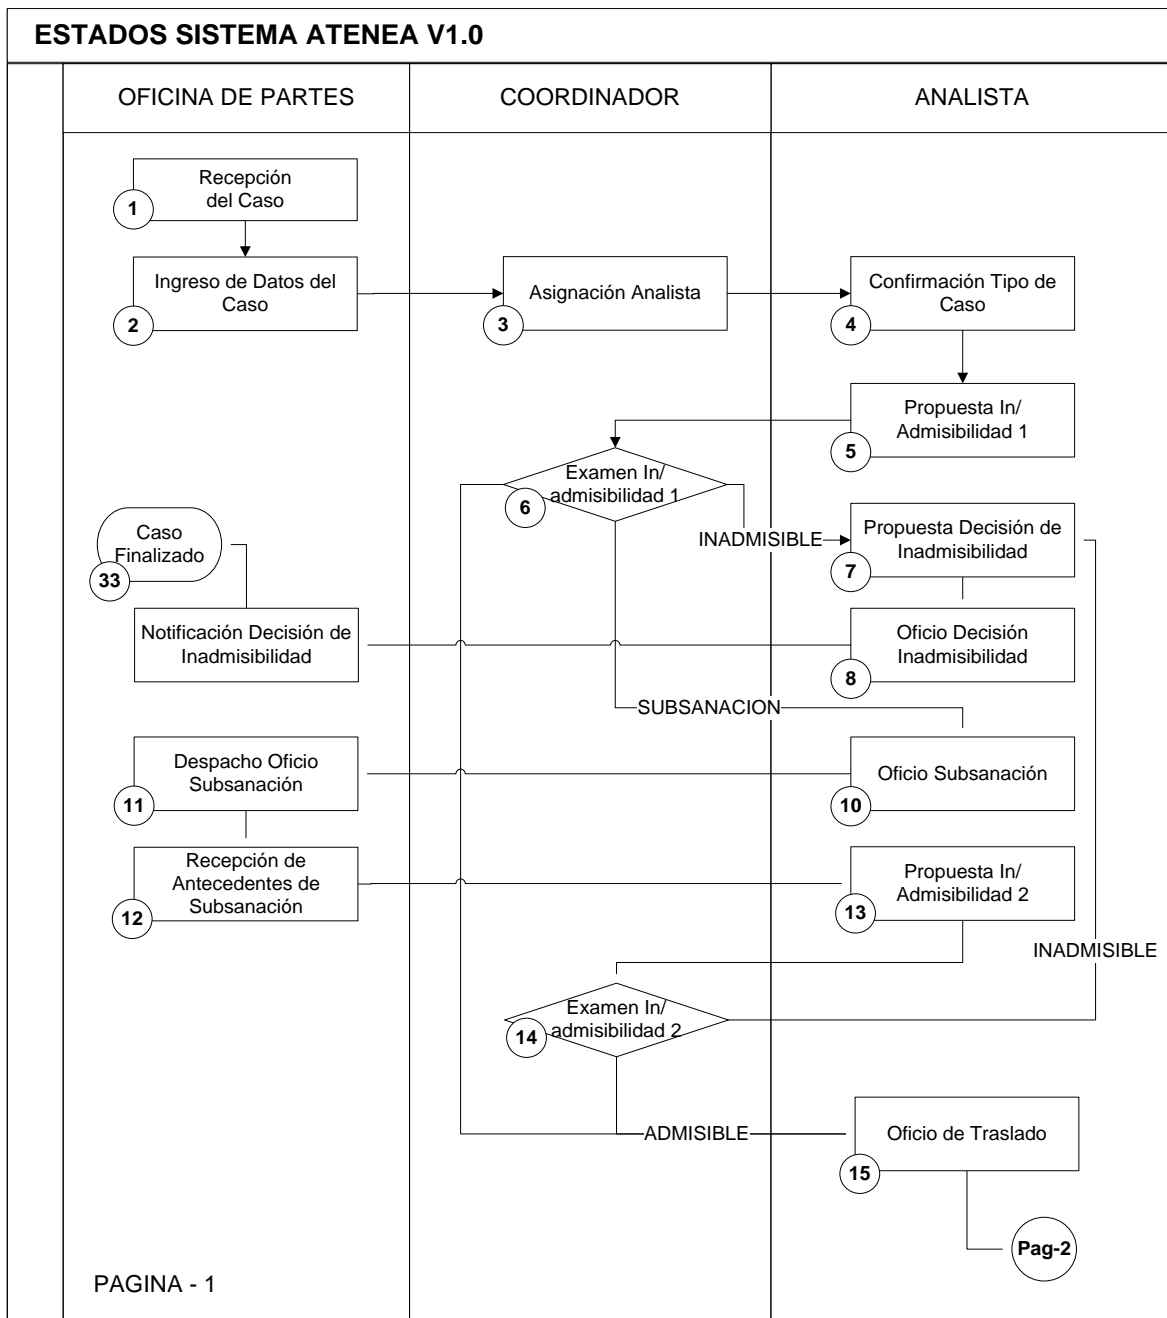 ESTADOS SISTEMA ATENEA V1.0
OFICINA DE PARTES
COORDINADOR
ANALISTA
Recepción
del Caso
1
Ingreso de Datos del
Caso
2
Asignación Analista
3
Confirmación Tipo de
Caso
4
Propuesta In/
Admisibilidad 1
5
Examen In/
admisibilidad 1
6
INADMISIBLE
Propuesta Decisión de
Inadmisibilidad
7
Caso
Finalizado
33
Notificación Decisión de
Inadmisibilidad
Oficio Decisión
Inadmisibilidad
8
SUBSANACION
Despacho Oficio
Subsanación
11
Oficio Subsanación
10
Recepción de
Antecedentes de
Subsanación
12
Propuesta In/
Admisibilidad 2
13
INADMISIBLE
Examen In/
admisibilidad 2
14
ADMISIBLE
Oficio de Traslado
15
Pag-2
PAGINA - 1